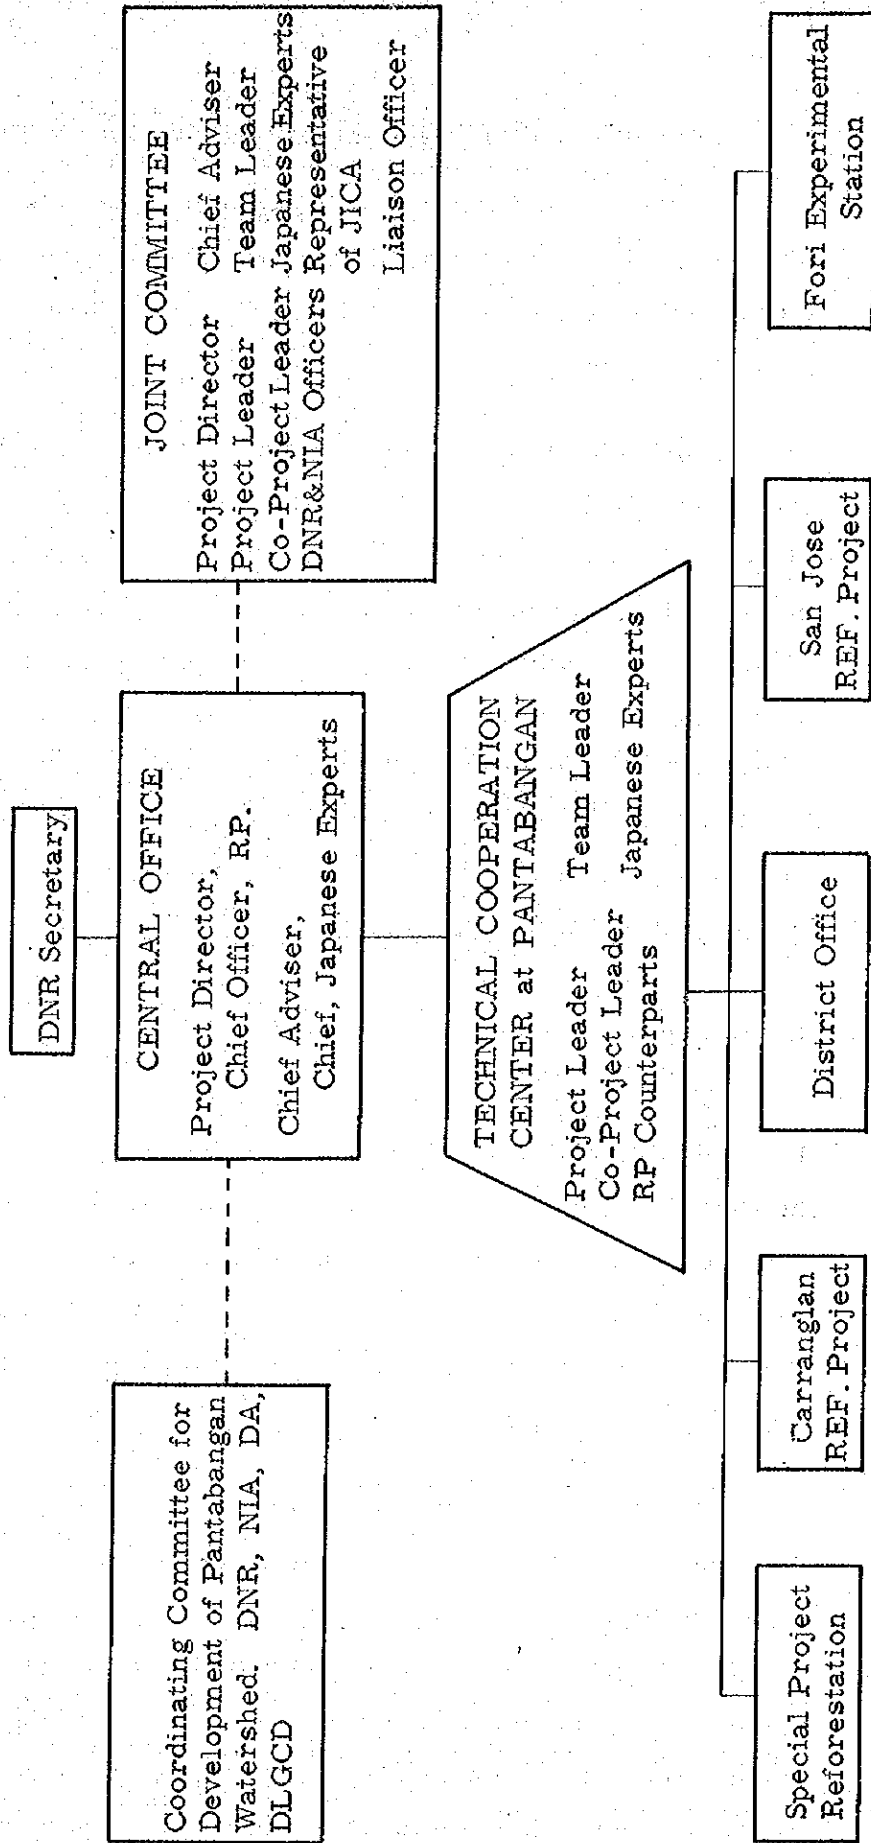 DNR Secretary
CENTRAL OFFICE
Project Director,
Chief Officer, RP.
Chief Adviser,
Chief, Japanese Experts
Coordinating Committee for
Development of Pantabangan
Watershed. DNR, NIA, DA,
DLGCD
JOINT COMMITTEE
Project Director Chief Adviser
Project Leader Team Leader
Co-Project Leader Japanese Experts
DNR&NIA Officers Representative
of JICA
Liaison Officer
TECHNICAL COOPERATION
CENTER at PANTABANGAN
Project Leader Team Leader
Co-Project Leader Japanese Experts
RP Counterparts
Special Project
Reforestation
Carranglan
REF. Project
District Office
San Jose
REF. Project
Fori Experimental
Station